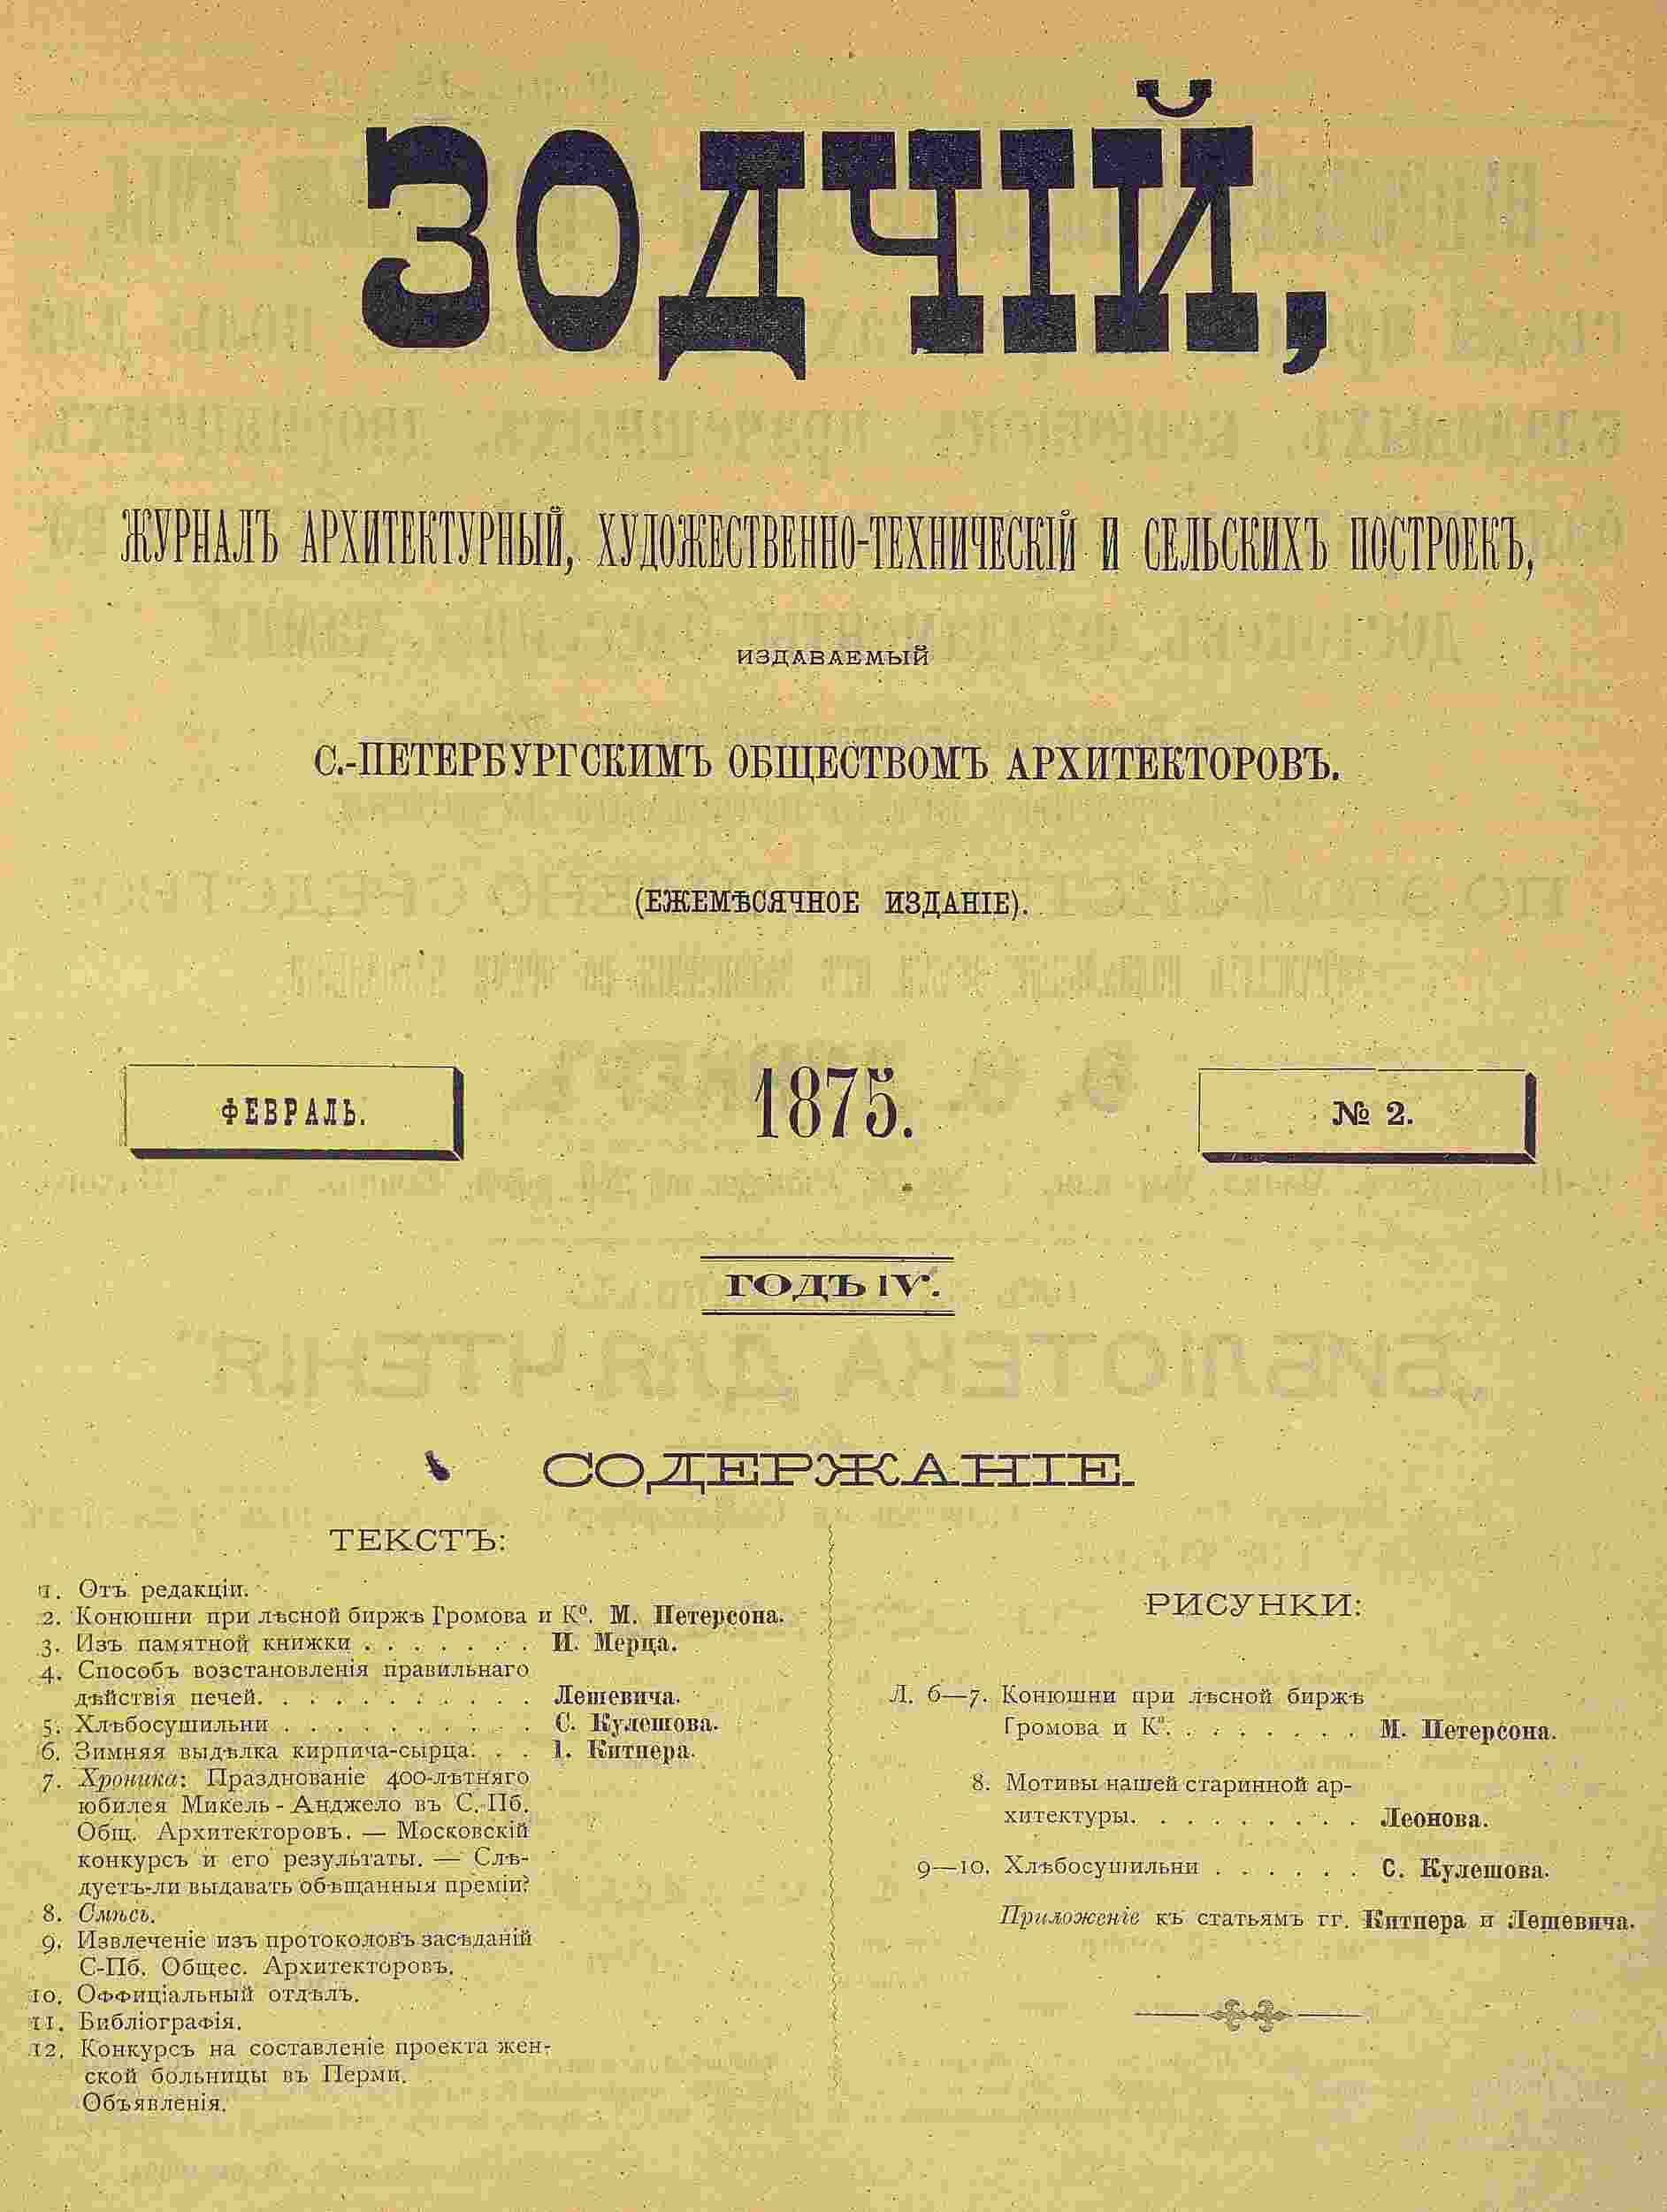 ЗОДЧІЙ,
ЖУРНАЛЪ АРХИТЕКТУРНЫЙ, ХУДОЖЕСТВЕННО-ТЕХНИЧЕСКІЙ И СЕЛЬСКИХЪ ПОСТРОЕКЪ,
ИЗДАВАЕМЫЙ
С.-ПЕТЕРБУРГСКИМЪ ОБЩЕСТВОМЪ АРХИТЕКТОРОВЪ.
(ЕЖЕМѢСЯЧНОЕ ИЗДАНІЕ).
ФЕВРАЛЬ.
1875.
№ 2.
ГОДЪ IV.
СОДЕРЖАНІЕ.
ТЕКСТЪ:
1. Отъ редакціи.
2. Конюшни при лѣсной биржѣ Громова и Кº. М. Петерсона.
3. Изъ памятной книжки . . . . . . . И. Мерца.
4. Способъ возстановленія правильнаго
дѣйствія печей. . . . . . . . . . . Лешевича.
5. Хлѣбосушильни . . . . . . . . . . С. Кулешова.
6. Зимняя выдѣлка кирпича-сырца. . . І. Китнера.
7. Хроника: Празднованіе 400-лѣтняго
юбилея Микель-Анджело въ С.-Пб.
Общ. Архитекторовъ. — Московскій
конкурсъ и его результаты. — Слѣ-
дуетъ-ли выдавать обѣщанныя преміи?
8. Смѣсь.
9. Извлеченіе изъ протоколовъ засѣданій
С-Пб. Общес. Архитекторовъ.
10. Оффиціальный отдѣлъ.
11. Библіографія.
12. Конкурсъ на составленіе проекта жен-
ской больницы въ Перми.
Объявленія.
РИСУНКИ:
Л. 6—7. Конюшни при лѣсной биржѣ
Громова и Кº. . . . . . . . М. Петерсона.
8. Мотивы нашей старинной ар-
хитектуры. . . . . . . . . Леонова.
9—10. Хлѣбосушильни . . . . . . С. Кулешова.
Приложеніе къ статьямъ гг. Китнера и Лешевича.